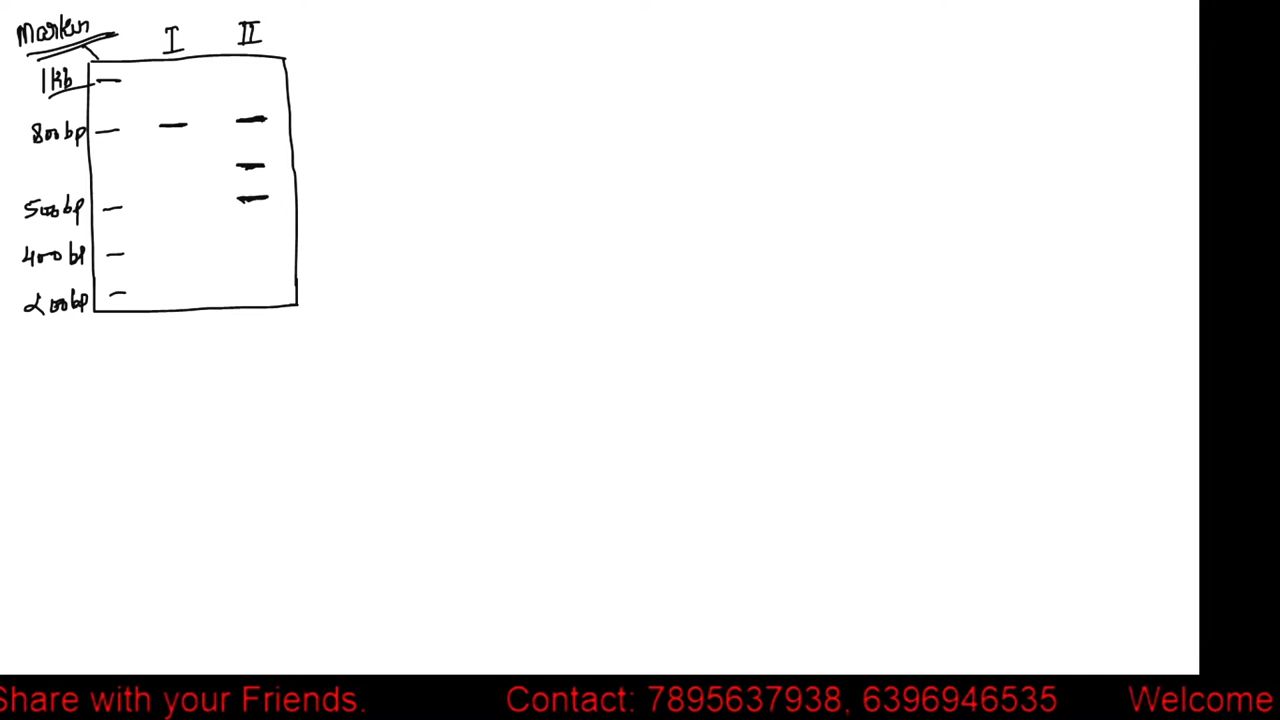 Marker
I II
1kb
800bp
500bp
400bp
200bp
Share with your Friends. Contact: 7895637938, 6396946535 Welcome